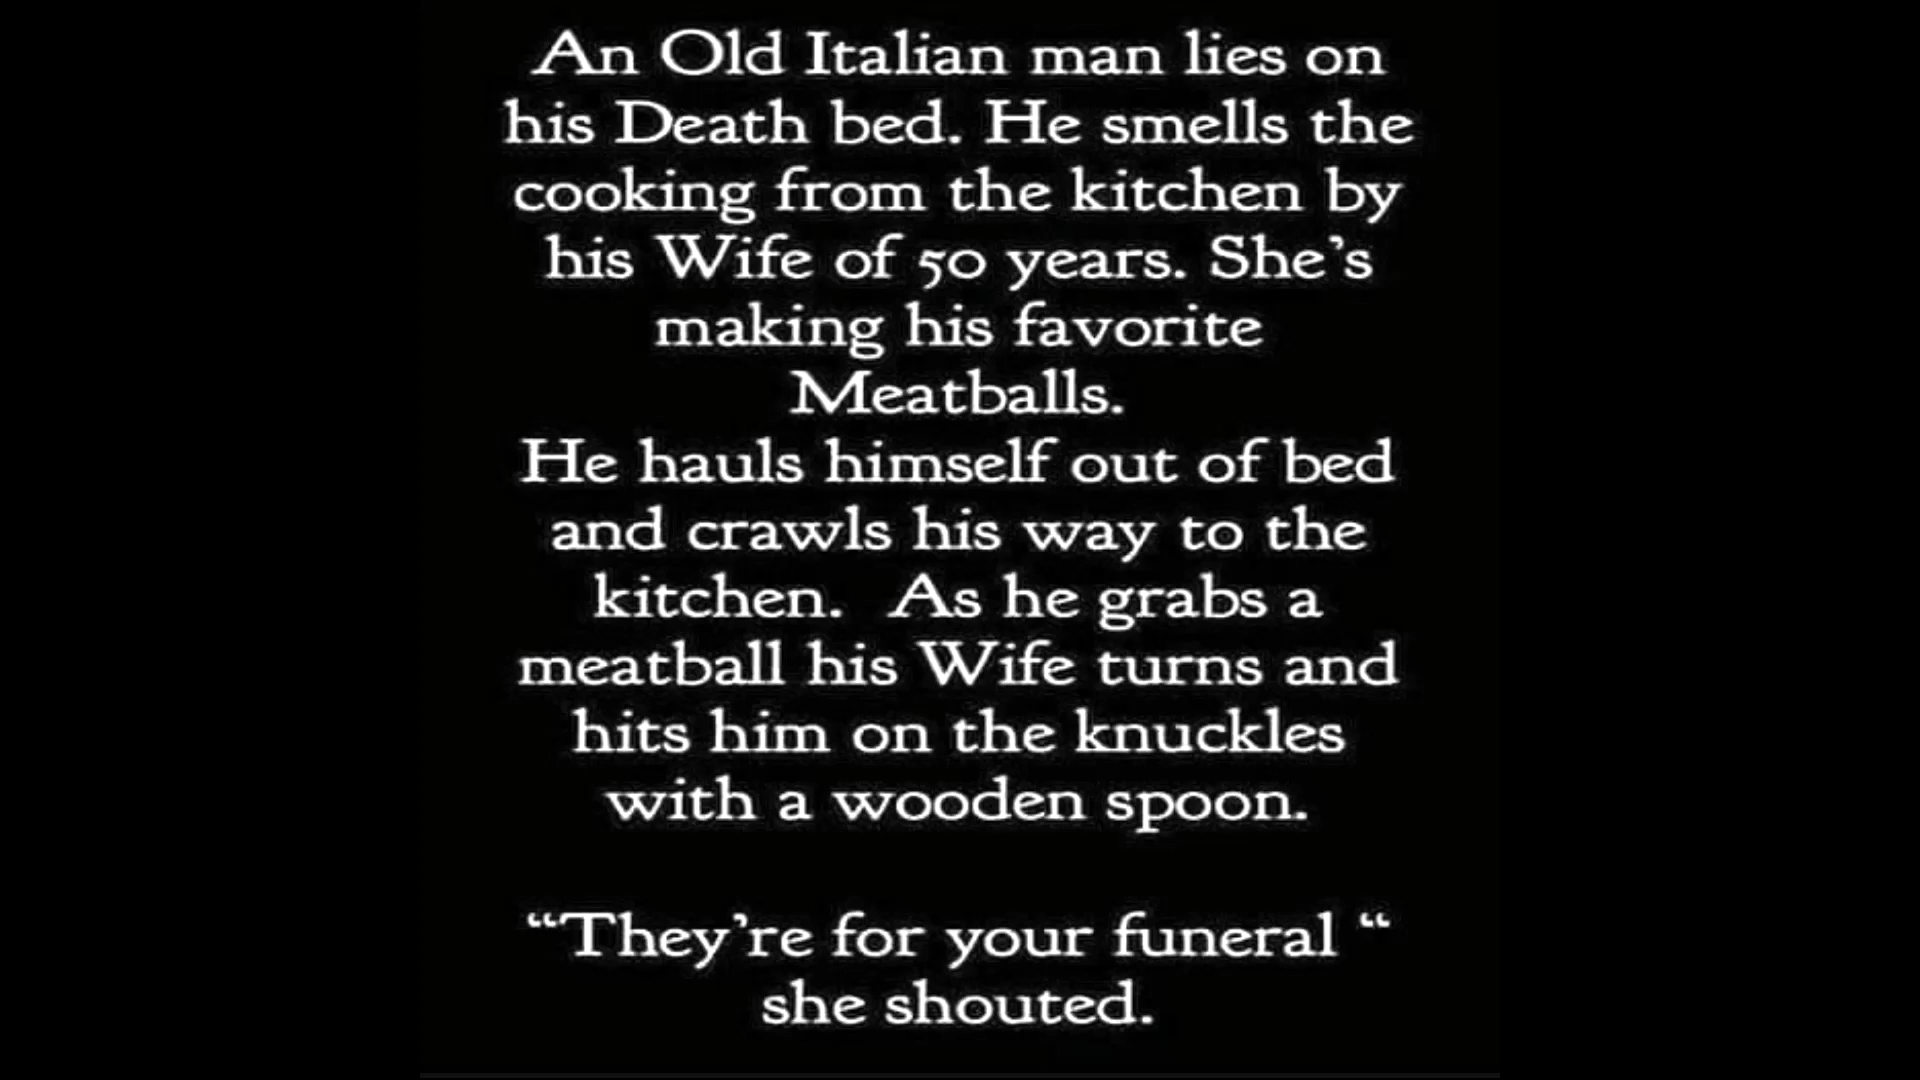 An Old Italian man lies on
his Death bed. He smells the
cooking from the kitchen by
his Wife of 50 years. She’s
making his favorite
Meatballs.
He hauls himself out of bed
and crawls his way to the
kitchen.  As he grabs a
meatball his Wife turns and
hits him on the knuckles
with a wooden spoon.
“They’re for your funeral “
she shouted.